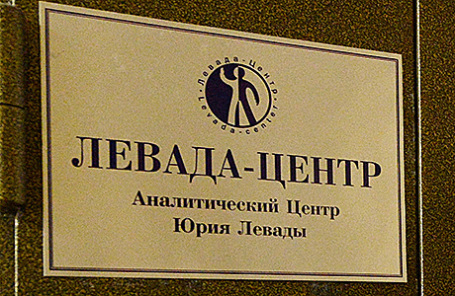 Левада-Центр
Levada-center
ЛЕВАДА-ЦЕНТР
Аналитический Центр
Юрия Левады